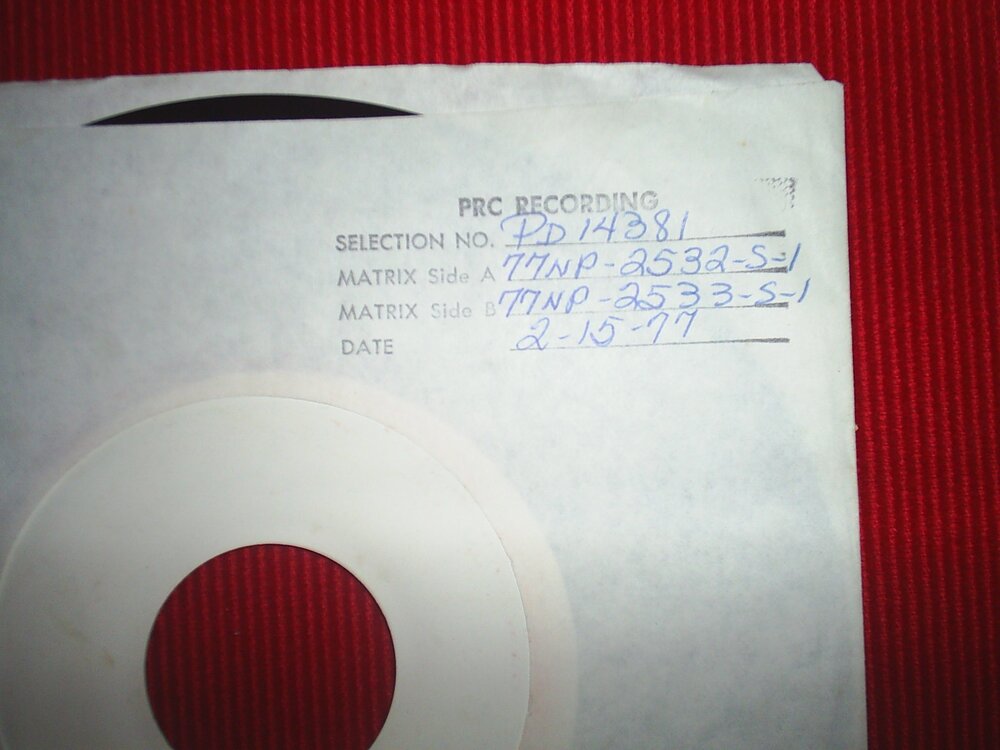 PRC RECORDING
SELECTION NO. PD 14381
MATRIX Side A 77NP-2532-S-1
MATRIX Side B 77NP-2533-S-1
DATE 2-15-77